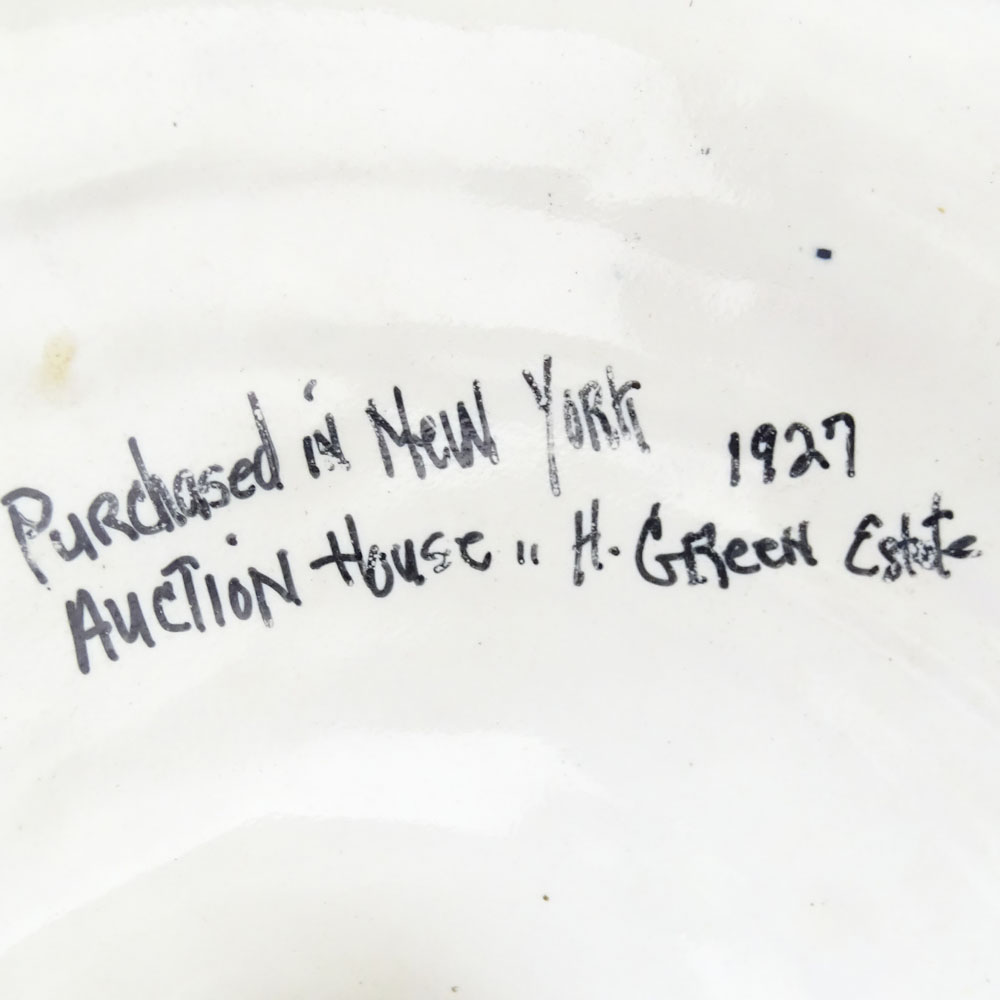 Purchased in New York 1927
Auction House " H. Green Estate